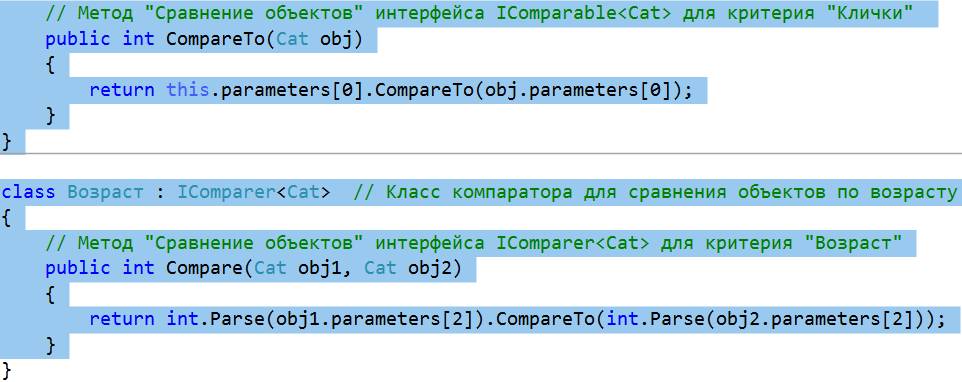 // Метод "Сравнение объектов" интерфейса IComparable<Cat> для критерия "Клички"
public int CompareTo(Cat obj)
{
return this.parameters[0].CompareTo(obj.parameters[0]);
}
}
class Возраст : IComparer<Cat> // Класс компаратора для сравнения объектов по возрасту
{
// Метод "Сравнение объектов" интерфейса IComparer<Cat> для критерия "Возраст"
public int Compare(Cat obj1, Cat obj2)
{
return int.Parse(obj1.parameters[2]).CompareTo(int.Parse(obj2.parameters[2]));
}
}